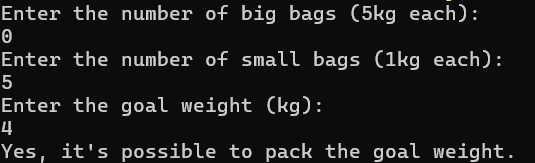 Enter the number of big bags (5kg each):
0
Enter the number of small bags (1kg each):
5
Enter the goal weight (kg):
4
Yes, it's possible to pack the goal weight.